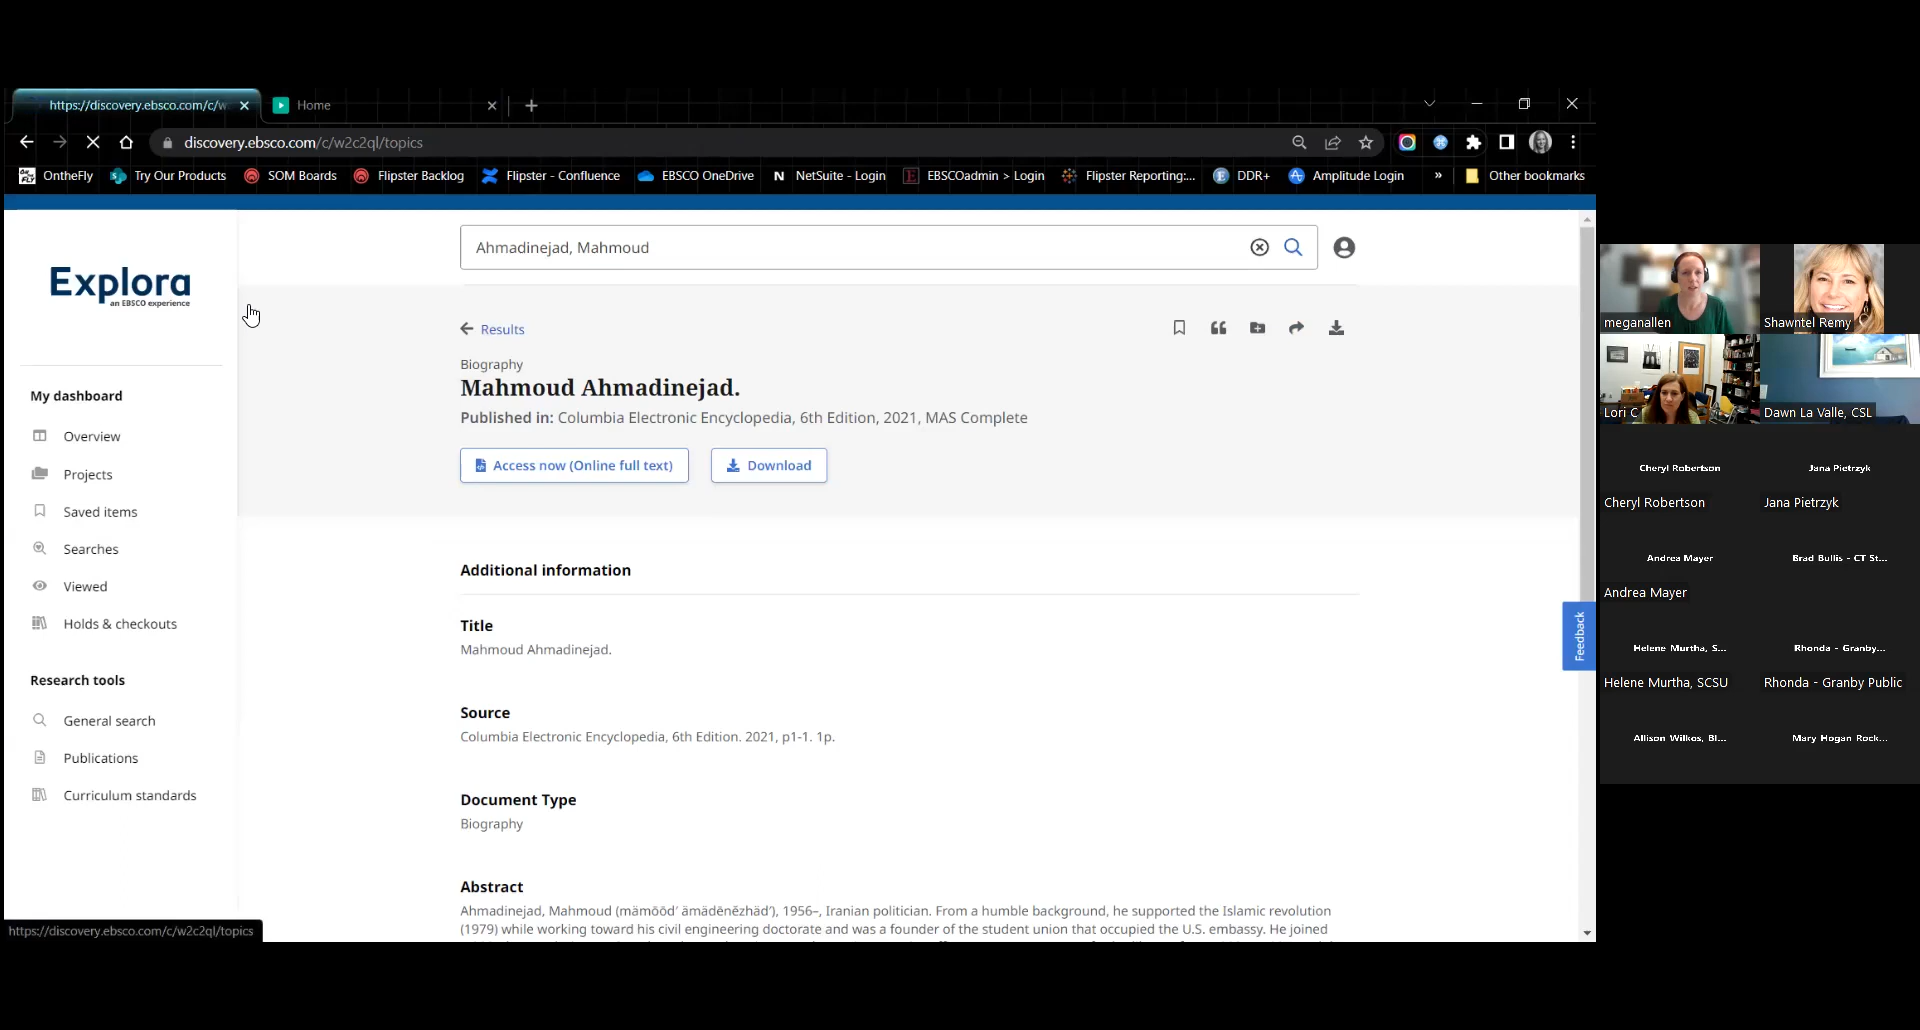 https://discovery.ebsco.com/c/w
Home
discovery.ebsco.com/c/w2c2ql/topics
OntheFly
Try Our Products
SOM Boards
Flipster Backlog
Flipster - Confluence
EBSCO OneDrive
N
NetSuite - Login
EBSCOadmin > Login
Flipster Reporting:...
DDR+
Amplitude Login
»
Other bookmarks
Explora
an EBSCO experience
My dashboard
Overview
Projects
Saved items
Searches
Viewed
Holds & checkouts
Research tools
General search
Publications
Curriculum standards
https://discovery.ebsco.com/c/w2c2ql/topics
Ahmadinejad, Mahmoud
Results
Biography
Mahmoud Ahmadinejad.
Published in: Columbia Electronic Encyclopedia, 6th Edition, 2021, MAS Complete
Access now (Online full text)
Download
Additional information
Title
Mahmoud Ahmadinejad.
Source
Columbia Electronic Encyclopedia, 6th Edition. 2021, p1-1. 1p.
Document Type
Biography
Abstract
Ahmadinejad, Mahmoud (mämōōd′ ämädēnĕzhäd′), 1956–, Iranian politician. From a humble background, he supported the Islamic revolution
(1979) while working toward his civil engineering doctorate and was a founder of the student union that occupied the U.S. embassy. He joined
Feedback
meganallen
Shawntel Remy
Lori C
Dawn La Valle, CSL
Cheryl Robertson
Jana Pietrzyk
Cheryl Robertson
Jana Pietrzyk
Andrea Mayer
Brad Bullis - CT St...
Andrea Mayer
Helene Murtha, S...
Rhonda - Granby...
Helene Murtha, SCSU
Rhonda - Granby Public
Allison Wilkos, Bl...
Mary Hogan Rock...